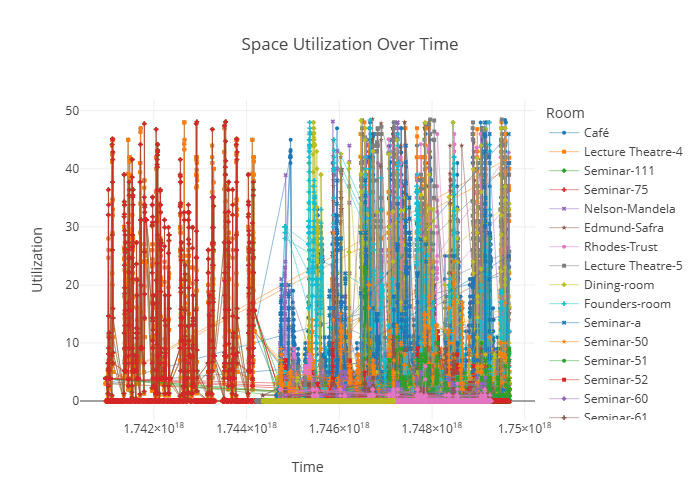 Space Utilization Over Time
Room
Café
Lecture Theatre-4
Seminar-111
Seminar-75
Nelson-Mandela
Edmund-Safra
Rhodes-Trust
Lecture Theatre-5
Dining-room
Founders-room
Seminar-a
Seminar-50
Seminar-51
Seminar-52
Seminar-60
Seminar-61
Utilization
50
40
30
20
10
0
1.742×10¹⁸ 1.744×10¹⁸ 1.746×10¹⁸ 1.748×10¹⁸ 1.75×10¹⁸
Time